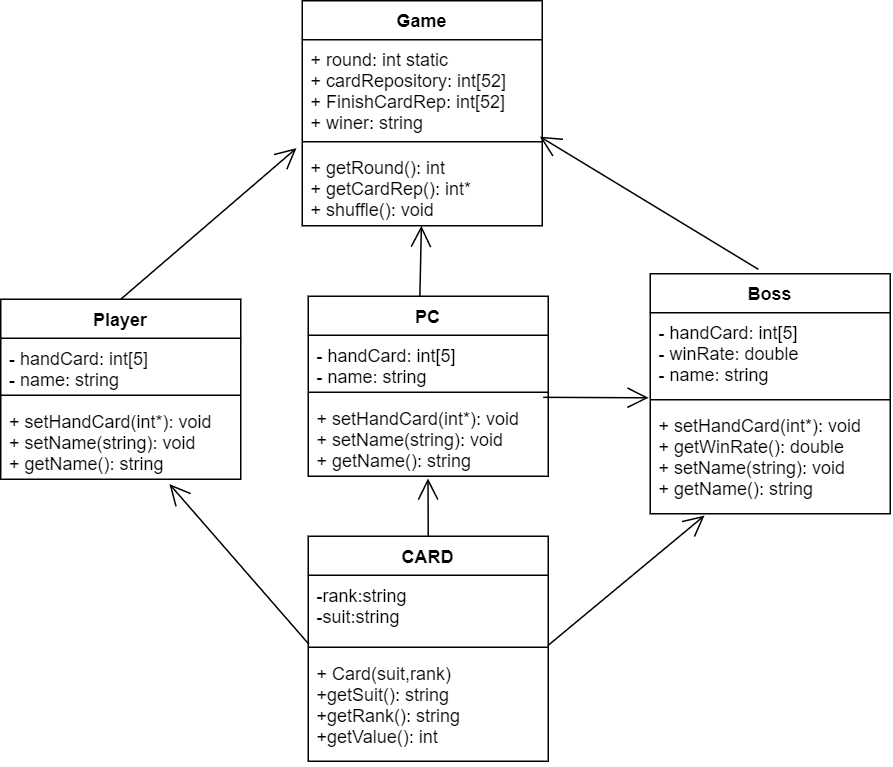 Game
+ round: int static
+ cardRepository: int[52]
+ FinishCardRep: int[52]
+ winer: string
+ getRound(): int
+ getCardRep(): int*
+ shuffle(): void
Player
- handCard: int[5]
- name: string
+ setHandCard(int*): void
+ setName(string): void
+ getName(): string
PC
- handCard: int[5]
- name: string
+ setHandCard(int*): void
+ setName(string): void
+ getName(): string
Boss
- handCard: int[5]
- winRate: double
- name: string
+ setHandCard(int*): void
+ getWinRate(): double
+ setName(string): void
+ getName(): string
CARD
-rank:string
-suit:string
+ Card(suit,rank)
+getSuit(): string
+getRank(): string
+getValue(): int